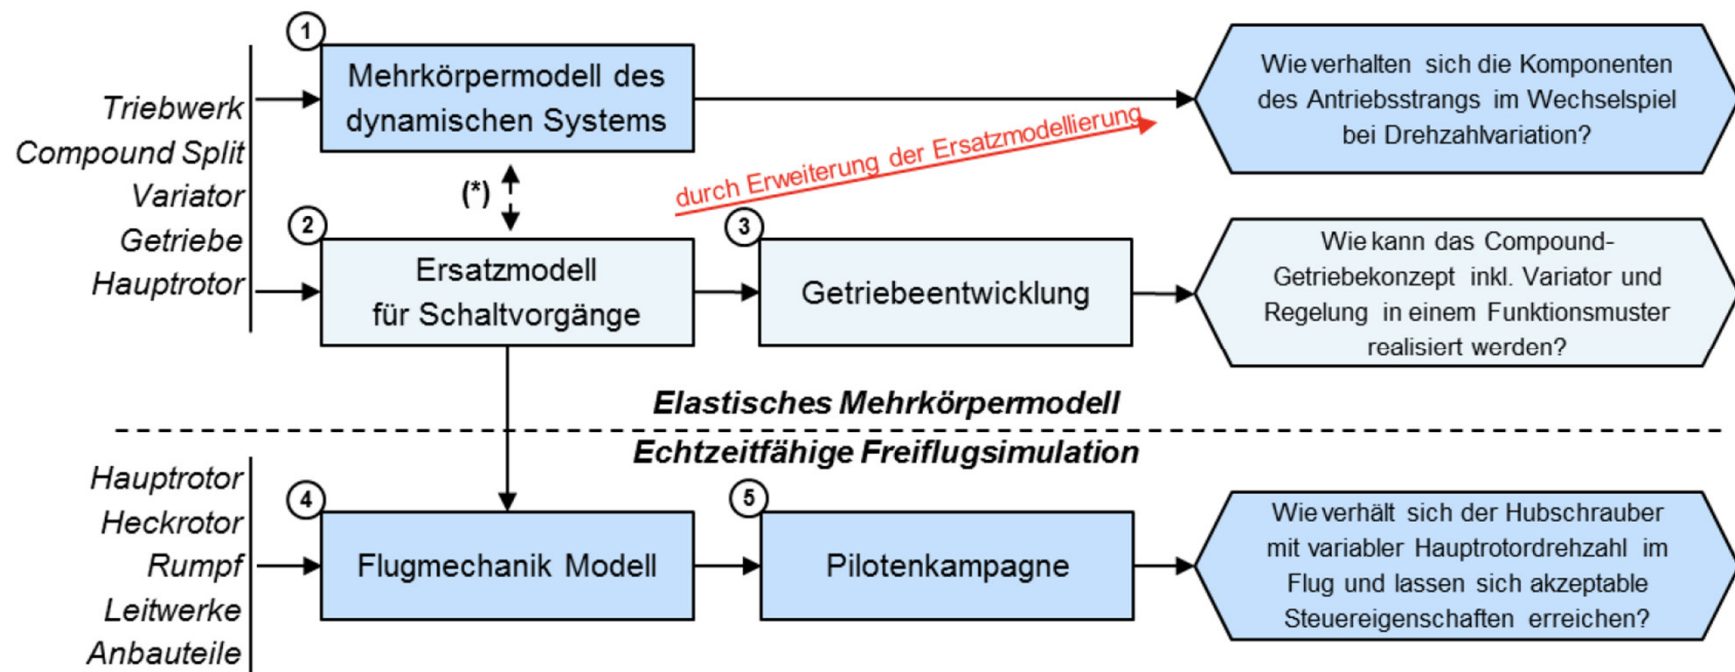 1
Mehrkörpermodell des
dynamischen Systems
Wie verhalten sich die Komponenten
des Antriebsstrangs im Wechselspiel
bei Drehzahlvariation?
Triebwerk
Compound Split
Variator
Getriebe
Hauptrotor
(*)
durch Erweiterung der Ersatzmodellierung
2
Ersatzmodell
für Schaltvorgänge
3
Getriebeentwicklung
Wie kann das Compound-
Getriebekonzept inkl. Variator und
Regelung in einem Funktionsmuster
realisiert werden?
Elastisches Mehrkörpermodell
Echtzeitfähige Freiflugsimulation
Hauptrotor
Heckrotor
Rumpf
Leitwerke
Anbauteile
4
Flugmechanik Modell
5
Pilotenkampagne
Wie verhält sich der Hubschrauber
mit variabler Hauptrotordrehzahl im
Flug und lassen sich akzeptable
Steuereigenschaften erreichen?